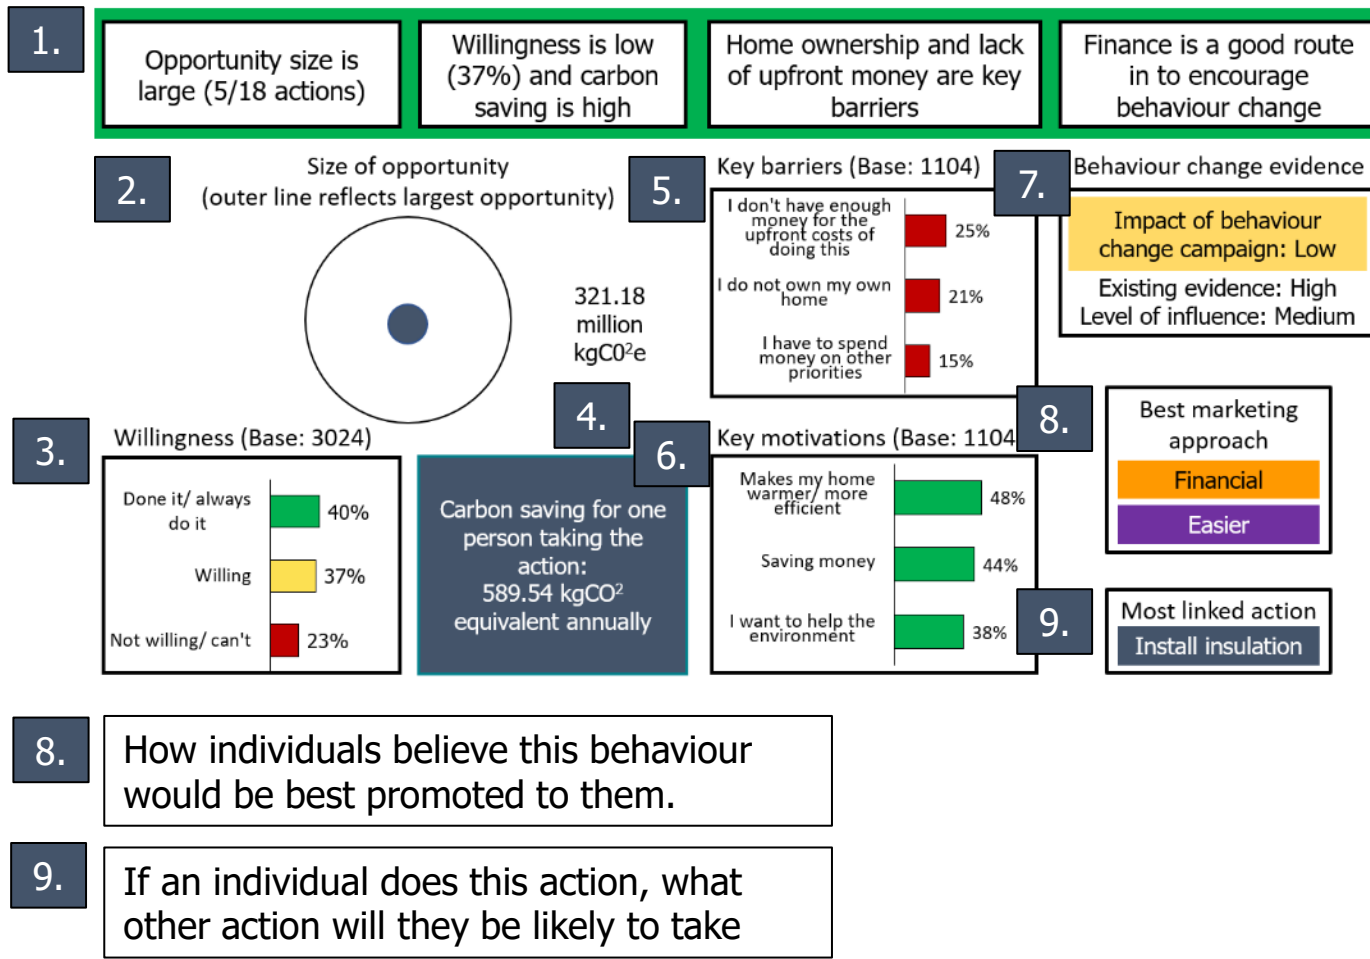 1.
Opportunity size is
large (5/18 actions)
Willingness is low
(37%) and carbon
saving is high
Home ownership and lack
of upfront money are key
barriers
Finance is a good route
in to encourage
behaviour change
2.
Size of opportunity
(outer line reflects largest opportunity)
321.18
million
kgC0²e
5.
Key barriers (Base: 1104)
I don't have enough
money for the
upfront costs of
doing this
25%
I do not own my own
home
21%
I have to spend
money on other
priorities
15%
7.
Behaviour change evidence
Impact of behaviour
change campaign: Low
Existing evidence: High
Level of influence: Medium
3.
Willingness (Base: 3024)
Done it/ always
do it
40%
Willing
37%
Not willing/ can't
23%
4.
Carbon saving for one
person taking the
action:
589.54 kgCO²
equivalent annually
6.
Key motivations (Base: 1104
Makes my home
warmer/ more
efficient
48%
Saving money
44%
I want to help the
environment
38%
8.
Best marketing
approach
Financial
Easier
9.
Most linked action
Install insulation
8.
How individuals believe this behaviour
would be best promoted to them.
9.
If an individual does this action, what
other action will they be likely to take